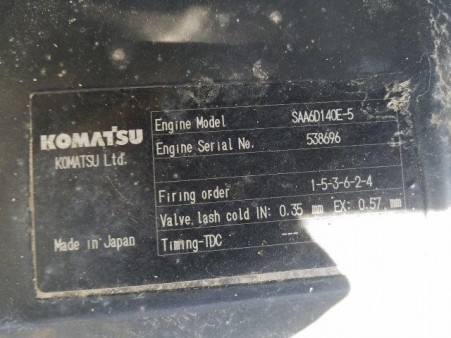 Engine Model SAA6D140E-5
KOMATSU
Engine Serial No. 538696
KOMATSU Ltd.
Firing order 1-5-3-6-2-4
Valve lash cold IN: 0.35 mm EX: 0.57 mm
Made in Japan
Timing-TDC ---